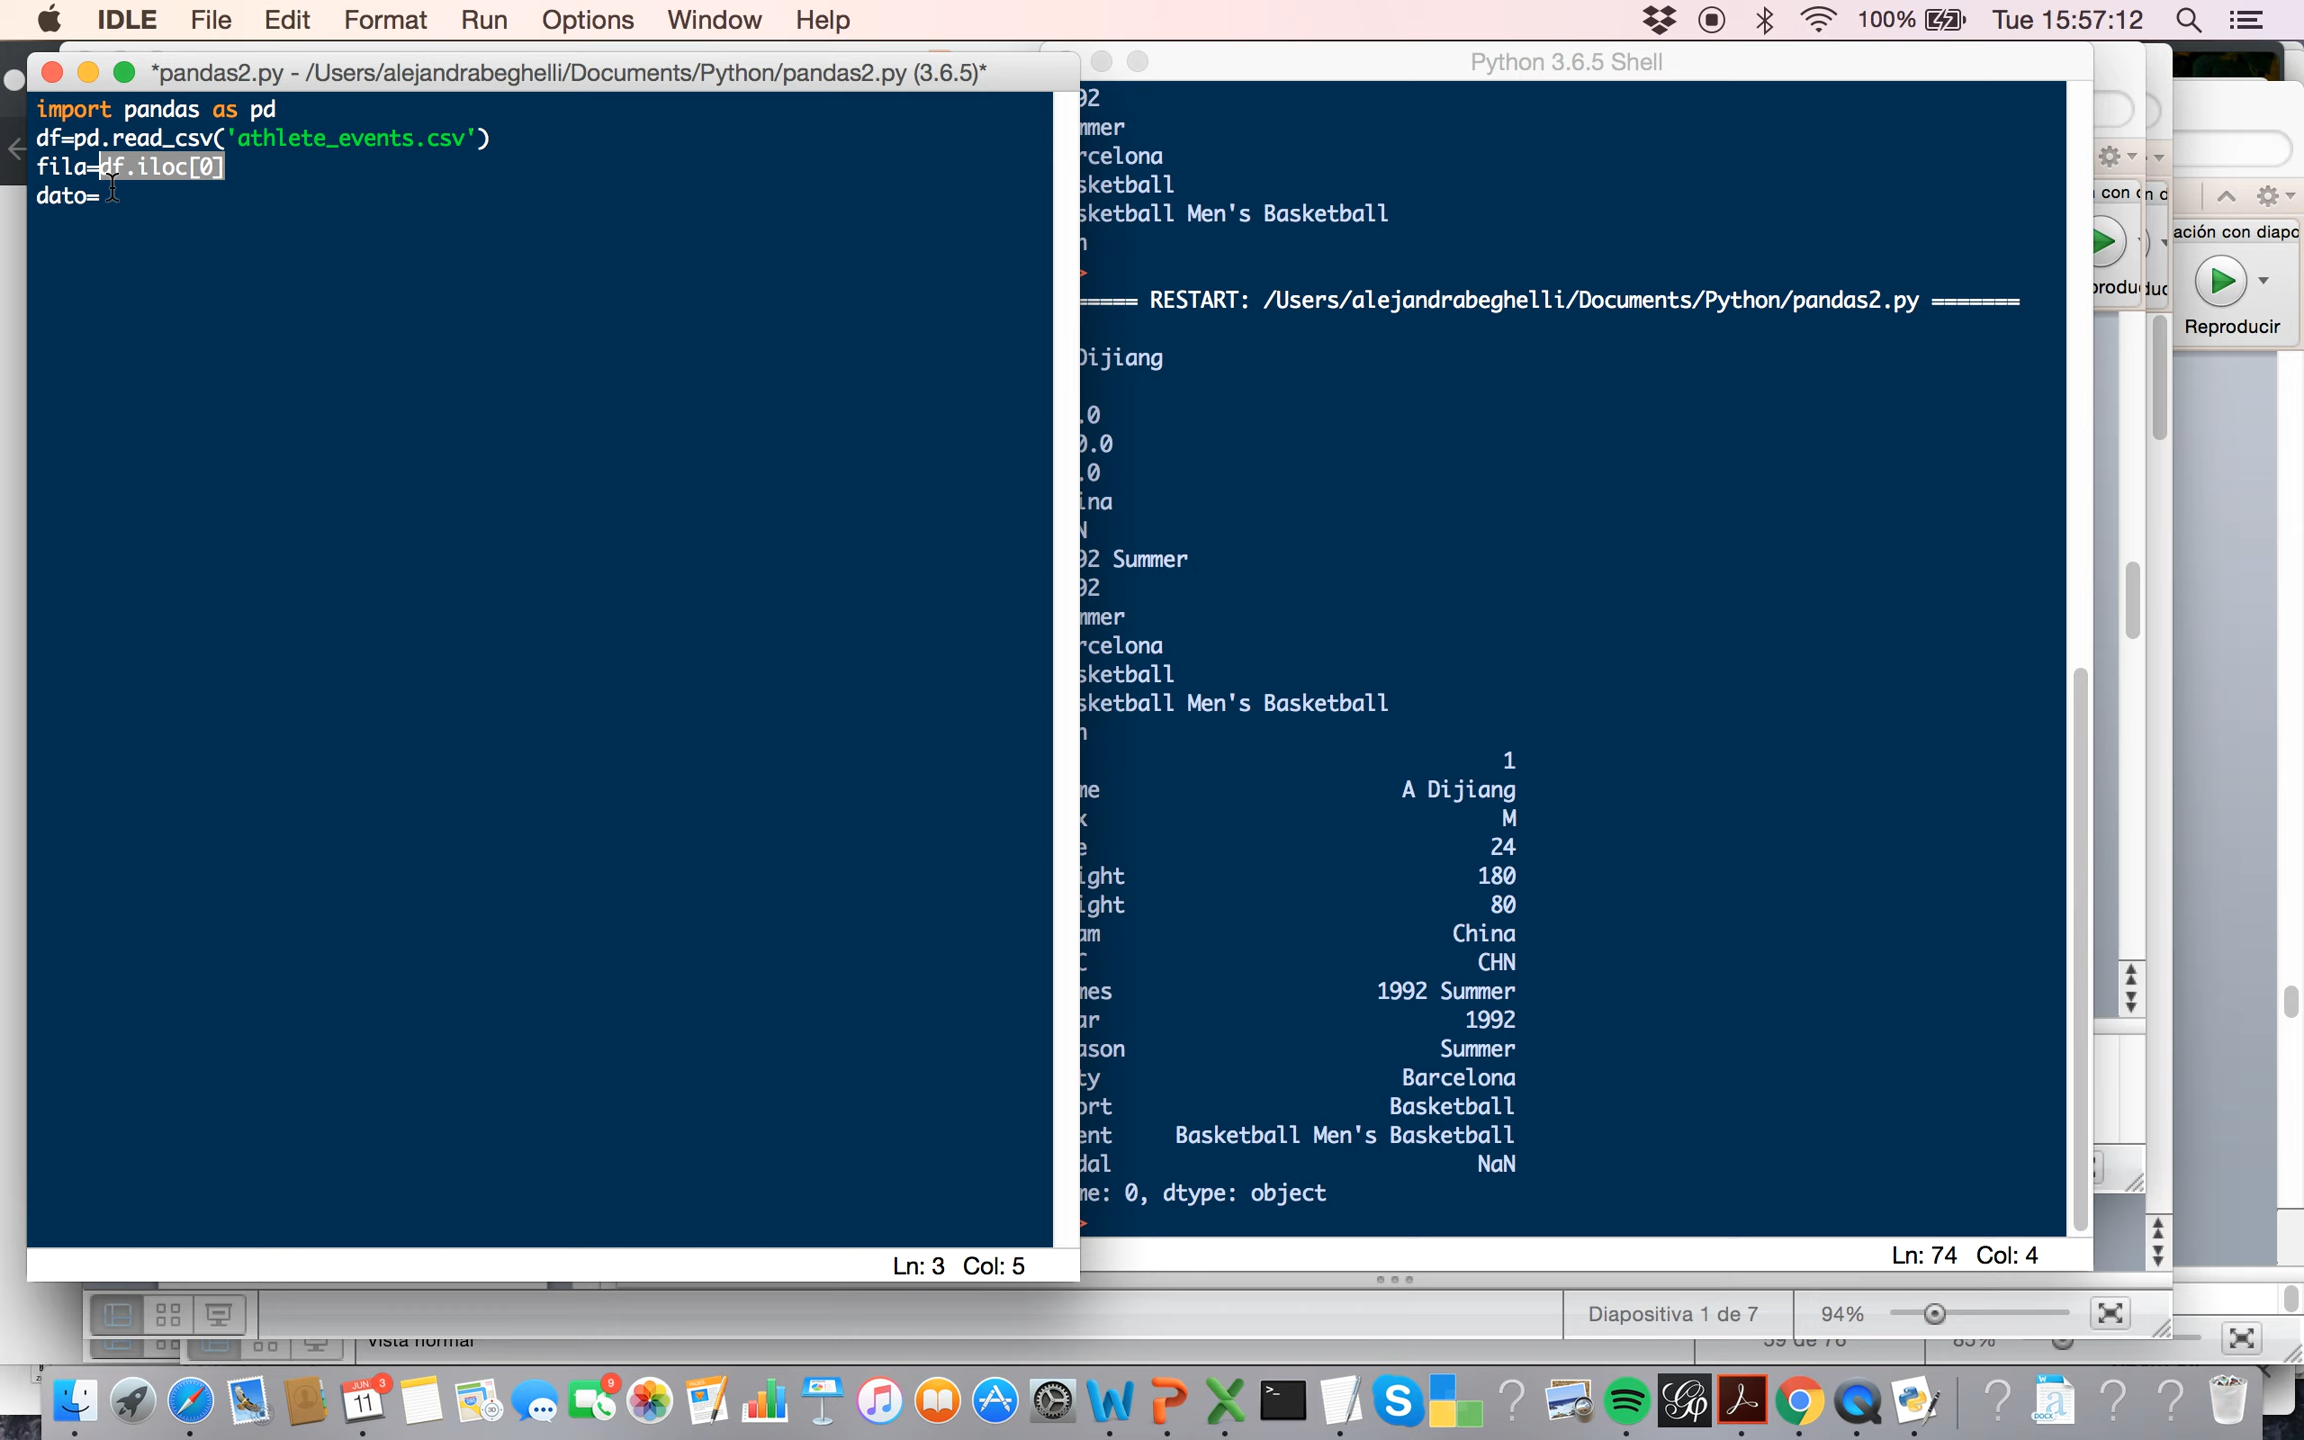 IDLE File Edit Format Run Options Window Help
100% Tue 15:57:12
*pandas2.py - /Users/alejandrabeghelli/Documents/Python/pandas2.py (3.6.5)*
import pandas as pd
df=pd.read_csv('athlete_events.csv')
fila=df.iloc[0]
dato=
Ln: 3 Col: 5
Python 3.6.5 Shell
92
mmer
rcelona
sketball
sketball Men's Basketball
n
>
===== RESTART: /Users/alejandrabeghelli/Documents/Python/pandas2.py =======
Dijiang
.0
0.0
.0
ina
N
92 Summer
92
mmer
rcelona
sketball
sketball Men's Basketball
n
1
me A Dijiang
x M
e 24
ight 180
ight 80
am China
C CHN
mes 1992 Summer
ar 1992
ason Summer
ty Barcelona
ort Basketball
ent Basketball Men's Basketball
dal NaN
me: 0, dtype: object
>
Ln: 74 Col: 4
con
ación con diapo
Reproducir
Diapositiva 1 de 7 94%
Vista normal
JUN
11
3
9
DOCX